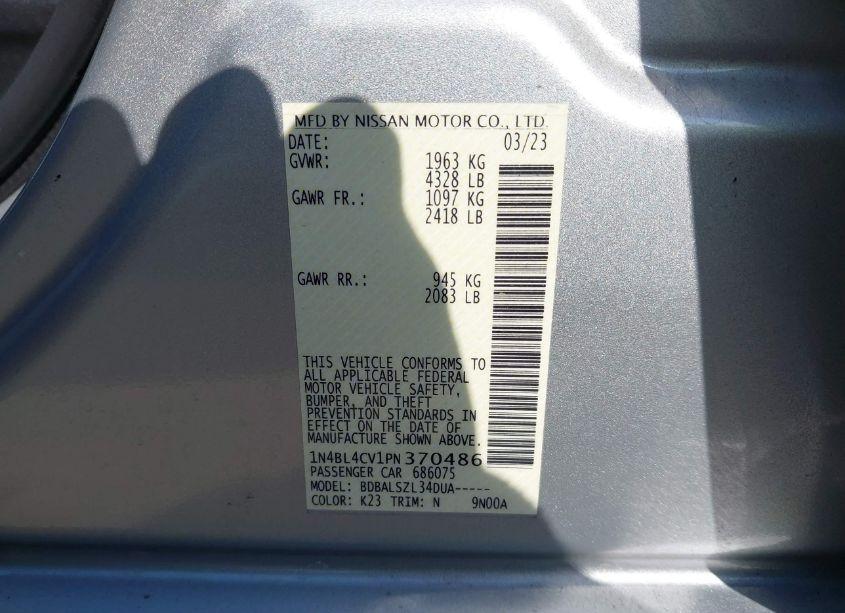 MFD BY NISSAN MOTOR CO., LTD.
DATE: 03/23
GVWR: 1963 KG
4328 LB
GAWR FR.: 1097 KG
2418 LB
GAWR RR.: 945 KG
2083 LB
THIS VEHICLE CONFORMS TO
ALL APPLICABLE FEDERAL
MOTOR VEHICLE SAFETY,
BUMPER, AND THEFT
PREVENTION STANDARDS IN
EFFECT ON THE DATE OF
MANUFACTURE SHOWN ABOVE.
1N4BL4CV1PN370486
PASSENGER CAR 686075
MODEL: BDBALSZL34DUA-----
COLOR: K23 TRIM: N 9N00A